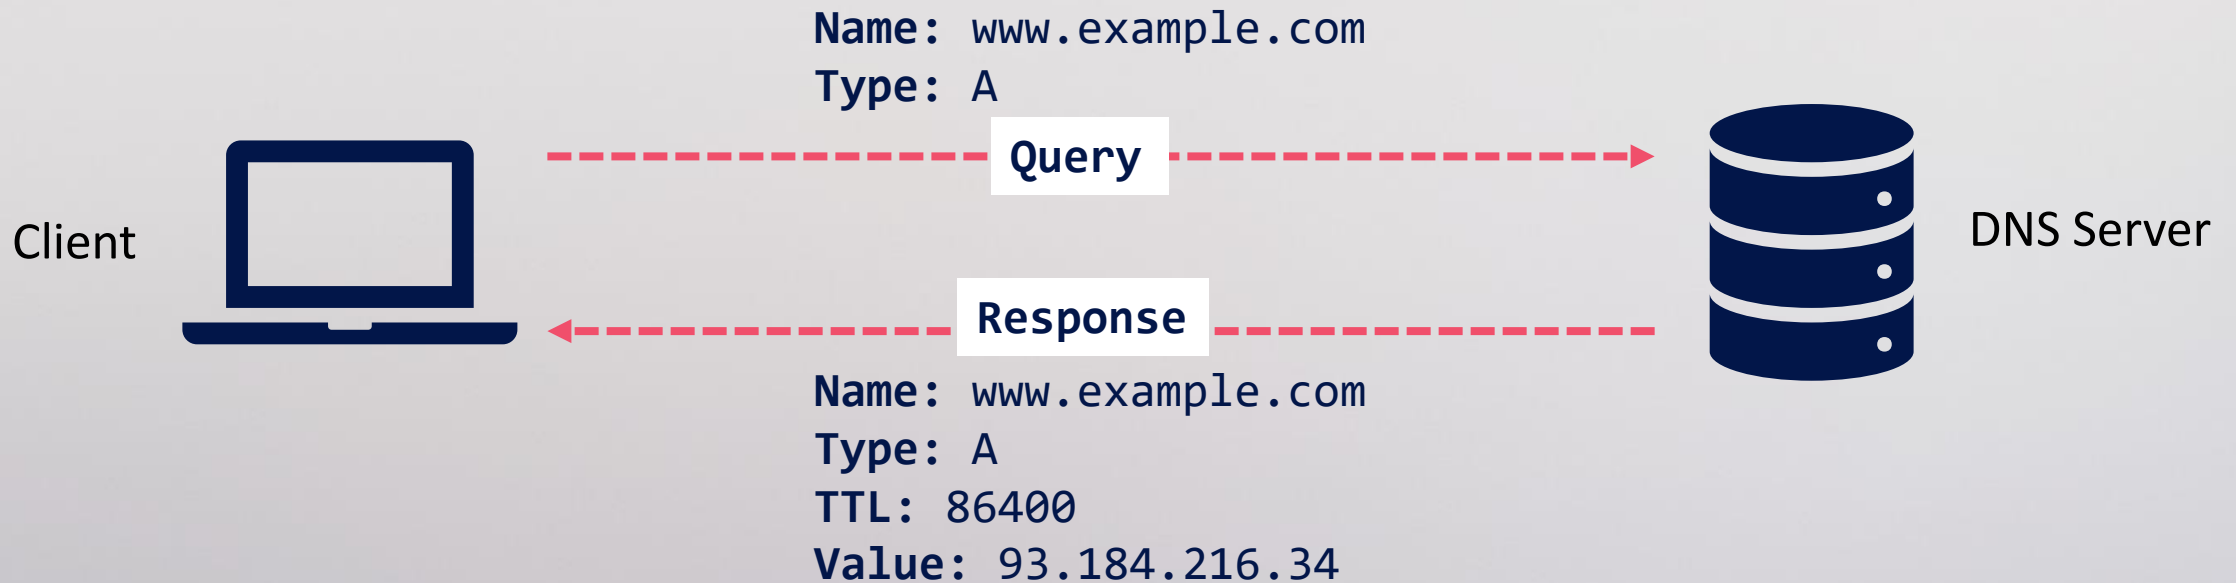 Name: www.example.com
Type: A
Query
Client
DNS Server
Response
Name: www.example.com
Type: A
TTL: 86400
Value: 93.184.216.34